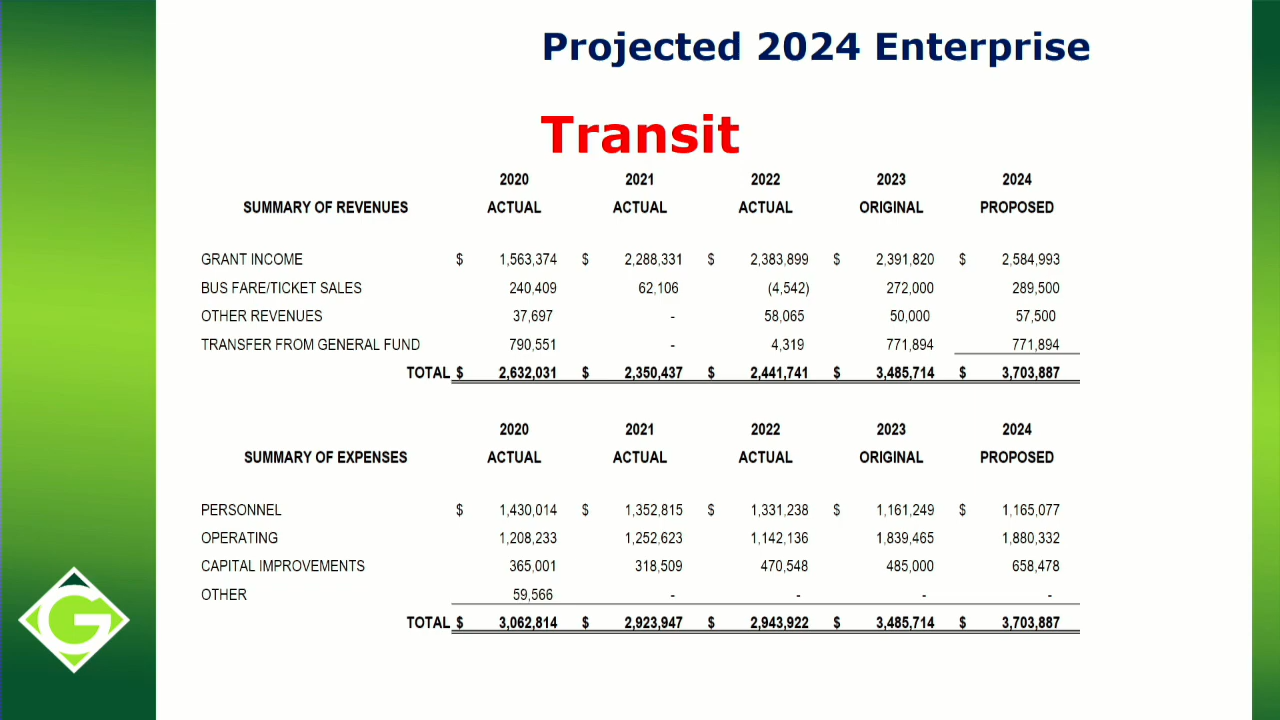 Projected 2024 Enterprise
Transit
2020 2021 2022 2023 2024
SUMMARY OF REVENUES ACTUAL ACTUAL ACTUAL ORIGINAL PROPOSED
GRANT INCOME $ 1,563,374 $ 2,288,331 $ 2,383,899 $ 2,391,820 $ 2,584,993
BUS FARE/TICKET SALES 240,409 62,106 (4,542) 272,000 289,500
OTHER REVENUES 37,697 - 58,065 50,000 57,500
TRANSFER FROM GENERAL FUND 790,551 - 4,319 771,894 771,894
TOTAL $ 2,632,031 $ 2,350,437 $ 2,441,741 $ 3,485,714 $ 3,703,887
2020 2021 2022 2023 2024
SUMMARY OF EXPENSES ACTUAL ACTUAL ACTUAL ORIGINAL PROPOSED
PERSONNEL $ 1,430,014 $ 1,352,815 $ 1,331,238 $ 1,161,249 $ 1,165,077
OPERATING 1,208,233 1,252,623 1,142,136 1,839,465 1,880,332
CAPITAL IMPROVEMENTS 365,001 318,509 470,548 485,000 658,478
OTHER 59,566 - - - -
TOTAL $ 3,062,814 $ 2,923,947 $ 2,943,922 $ 3,485,714 $ 3,703,887
G